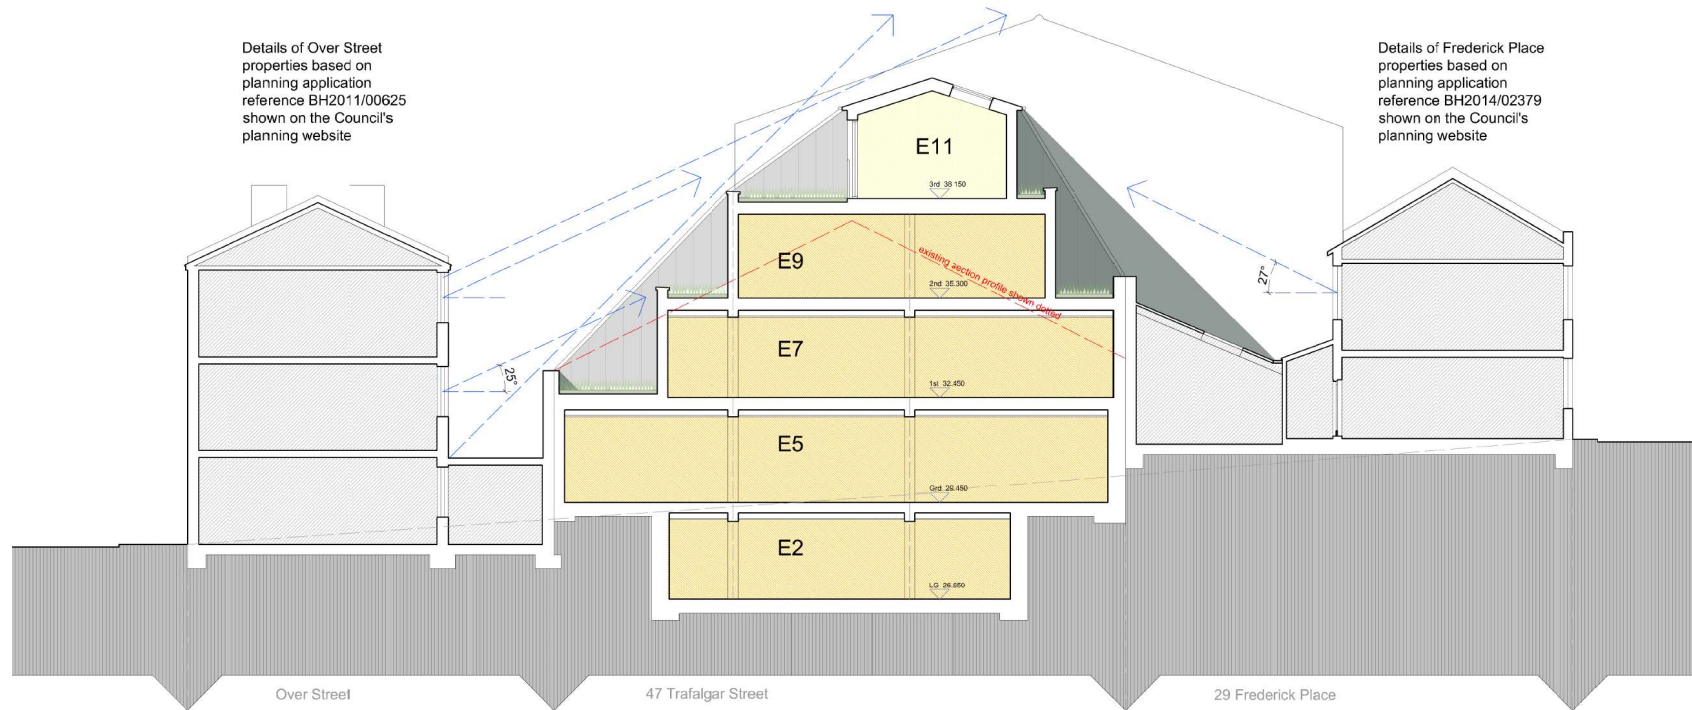 Details of Over Street
properties based on
planning application
reference BH2011/00625
shown on the Council's
planning website
Details of Frederick Place
properties based on
planning application
reference BH2014/02379
shown on the Council's
planning website
E11
3rd 38.150
E9
existing section profile shown dotted
2nd 35.300
27°
E7
25°
1st 32.450
E5
Grd 29.450
E2
LG 26.650
Over Street
47 Trafalgar Street
29 Frederick Place